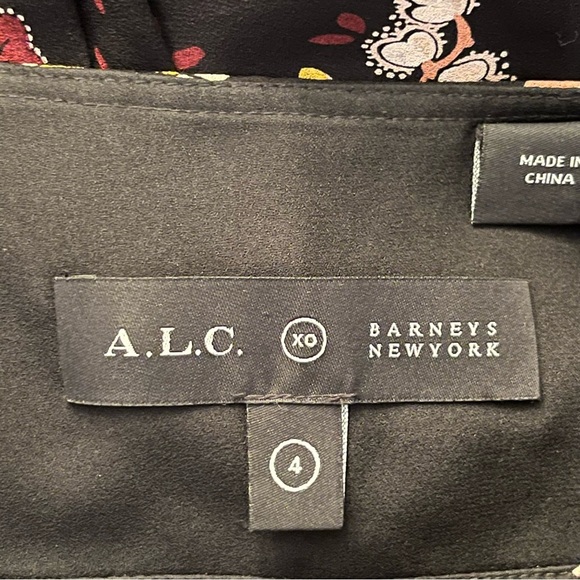 MADE IN
CHINA
A.L.C. XO BARNEYS
NEWYORK
4